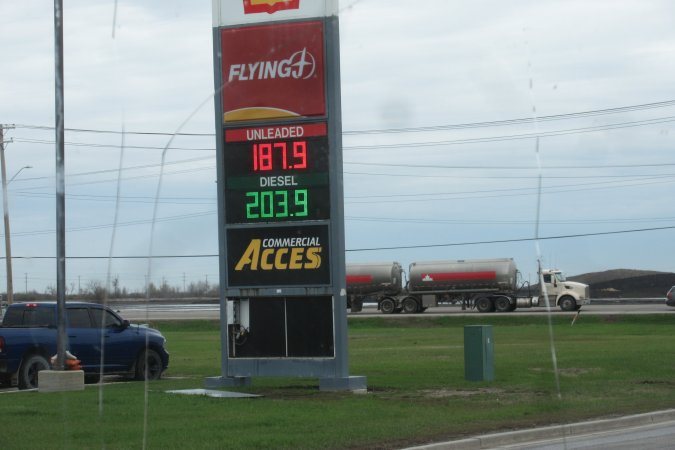 FLYING J
UNLEADED
187.9
DIESEL
203.9
COMMERCIAL
ACCES